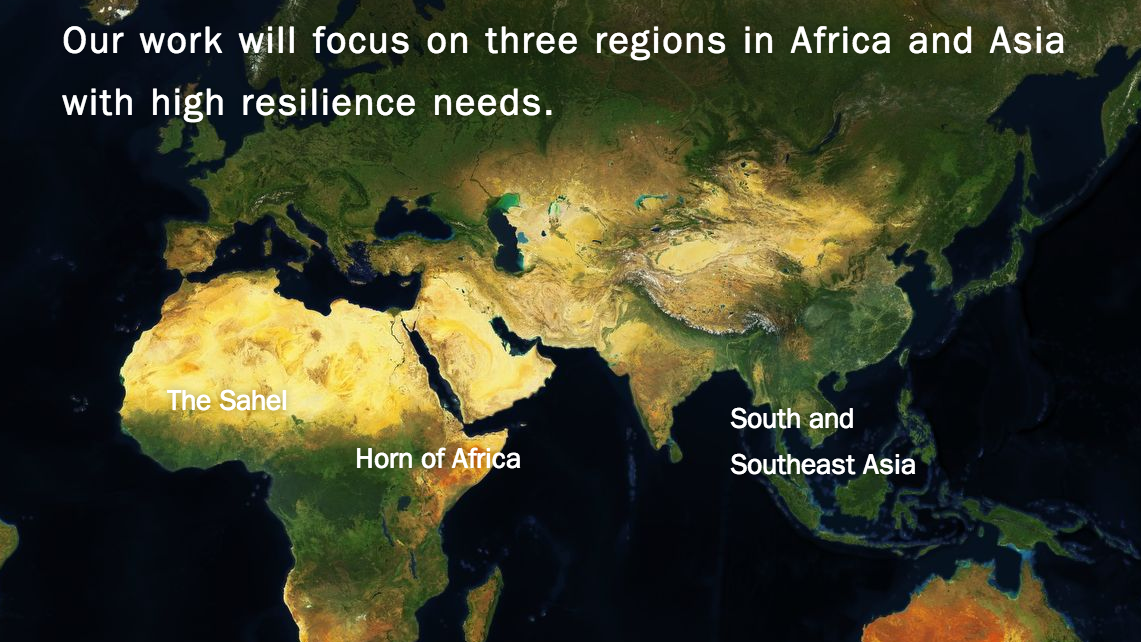 Our work will focus on three regions in Africa and Asia
with high resilience needs.
The Sahel
Horn of Africa
South and
Southeast Asia